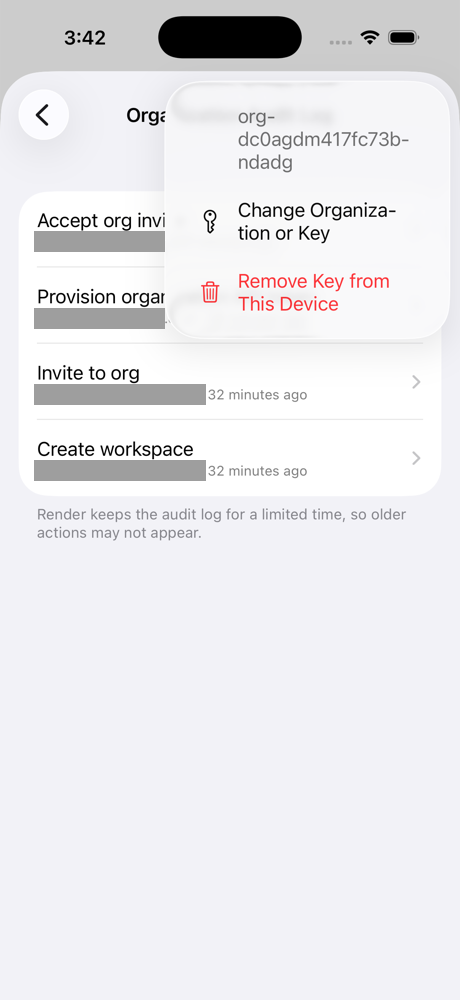 3:42
Orga
org-
dc0agdm417fc73b-
ndadg
Change Organiza-
tion or Key
Remove Key from
This Device
Accept org invi
Provision organ
Invite to org
32 minutes ago
Create workspace
32 minutes ago
Render keeps the audit log for a limited time, so older
actions may not appear.